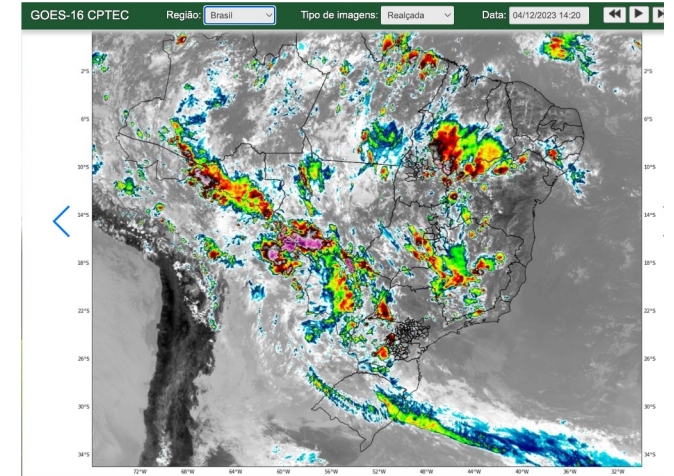 GOES-16 CPTEC Região: Brasil Tipo de imagens: Realçada Data: 04/12/2023 14:20
2°S 2°S
6°S 6°S
10°S 10°S
14°S 14°S
18°S 18°S
22°S 22°S
26°S 26°S
30°S 30°S
34°S 34°S
72°W 68°W 64°W 60°W 56°W 52°W 48°W 44°W 40°W 36°W 32°W